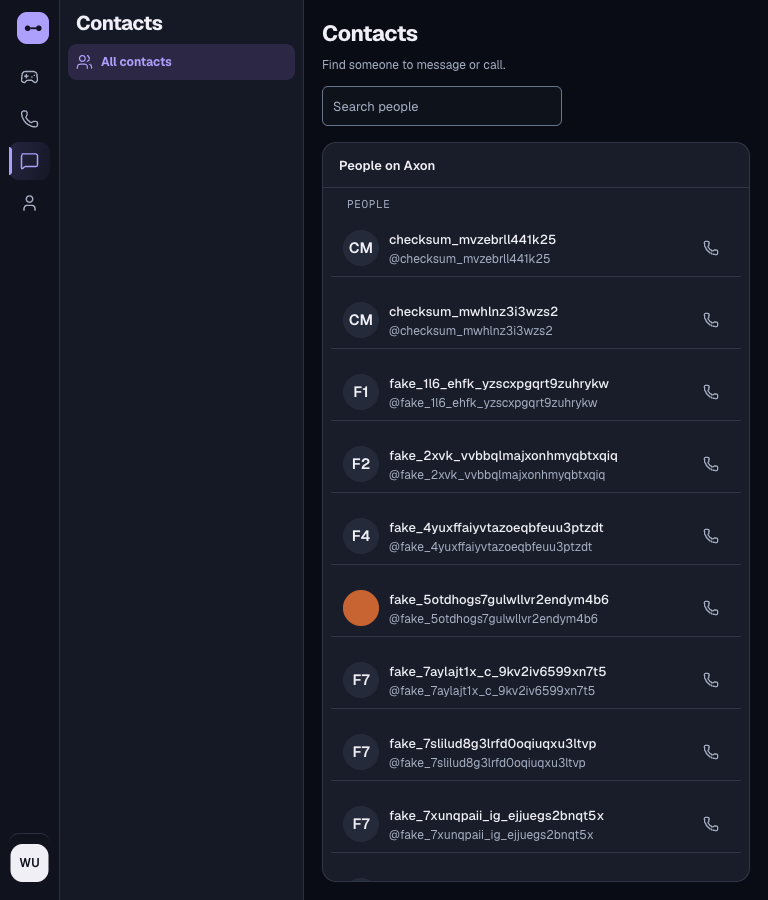 Contacts
All contacts
WU
Contacts
Find someone to message or call.
Search people
People on Axon
PEOPLE
CM
checksum_mvzebrll441k25
@checksum_mvzebrll441k25
CM
checksum_mwhlnz3i3wzs2
@checksum_mwhlnz3i3wzs2
F1
fake_1l6_ehfk_yzscxpgqrt9zuhrykw
@fake_1l6_ehfk_yzscxpgqrt9zuhrykw
F2
fake_2xvk_vvbbqlmajxonhmyqbtxqiq
@fake_2xvk_vvbbqlmajxonhmyqbtxqiq
F4
fake_4yuxffaiyvtazoeqbfeuu3ptzdt
@fake_4yuxffaiyvtazoeqbfeuu3ptzdt
fake_5otdhogs7gulwllvr2endym4b6
@fake_5otdhogs7gulwllvr2endym4b6
F7
fake_7aylajt1x_c_9kv2iv6599xn7t5
@fake_7aylajt1x_c_9kv2iv6599xn7t5
F7
fake_7slilud8g3lrfd0oqiuqxu3ltvp
@fake_7slilud8g3lrfd0oqiuqxu3ltvp
F7
fake_7xunqpaii_ig_ejjuegs2bnqt5x
@fake_7xunqpaii_ig_ejjuegs2bnqt5x